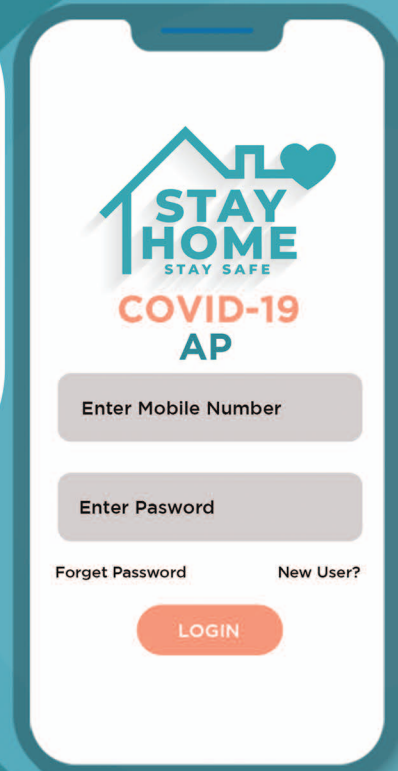 STAY
HOME
STAY SAFE
COVID-19
AP
Enter Mobile Number
Enter Pasword
Forget Password New User?
LOGIN